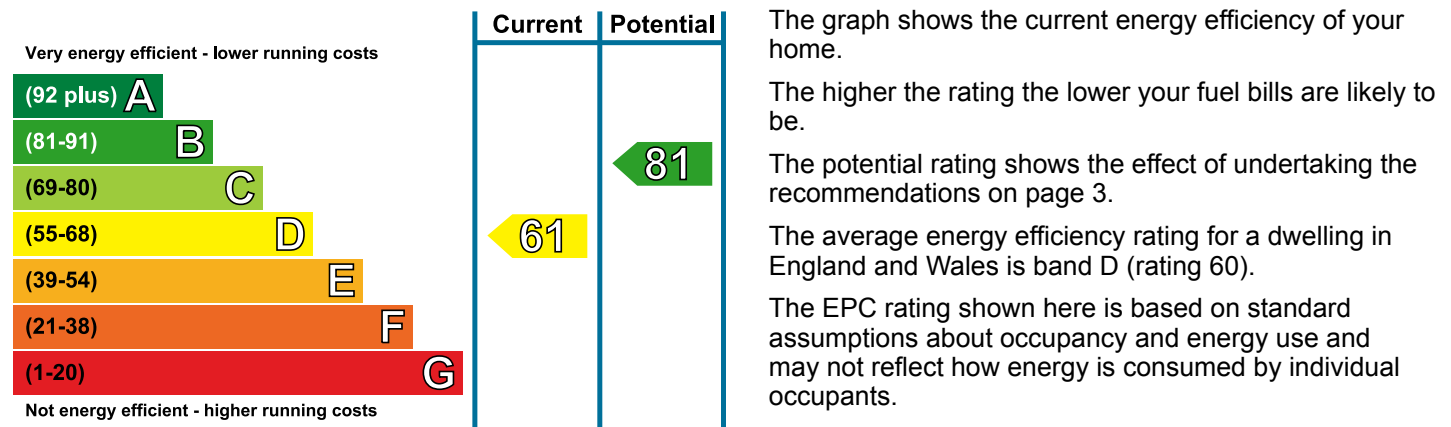 Current Potential
Very energy efficient - lower running costs
(92 plus) A
(81-91) B
(69-80) C
(55-68) D
(39-54) E
(21-38) F
(1-20) G
Not energy efficient - higher running costs
61
81
The graph shows the current energy efficiency of your
home.
The higher the rating the lower your fuel bills are likely to
be.
The potential rating shows the effect of undertaking the
recommendations on page 3.
The average energy efficiency rating for a dwelling in
England and Wales is band D (rating 60).
The EPC rating shown here is based on standard
assumptions about occupancy and energy use and
may not reflect how energy is consumed by individual
occupants.